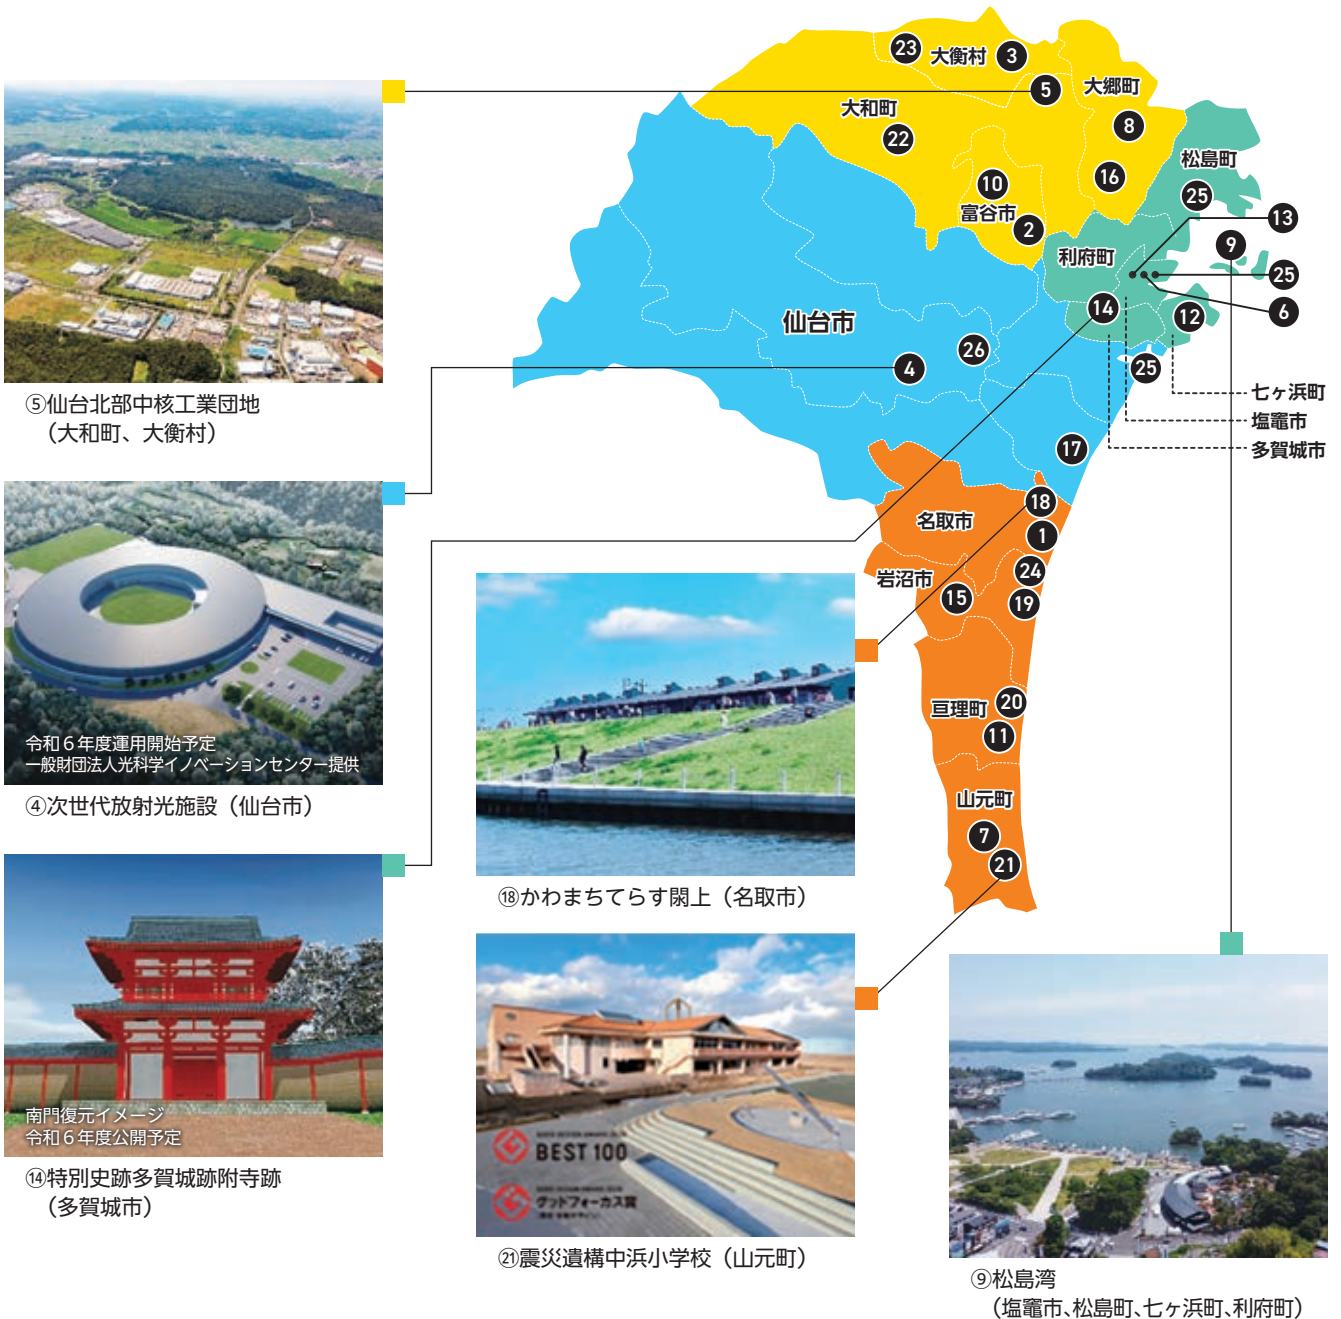 23
大衡村
3
5
大郷町
大和町
8
22
松島町
16
10
25
富谷市
13
2
9
利府町
25
14
12
6
仙台市
26
4
25
七ヶ浜町
塩竈市
多賀城市
17
18
名取市
1
24
岩沼市
15
19
20
亘理町
11
山元町
7
21
⑤仙台北部中核工業団地
（大和町、大衡村）
令和６年度運用開始予定
一般財団法人光科学イノベーションセンター提供
④次世代放射光施設（仙台市）
南門復元イメージ
令和６年度公開予定
⑭特別史跡多賀城跡附寺跡
（多賀城市）
⑱かわまちてらす閖上（名取市）
BEST 100
グッドフォーカス賞
㉑震災遺構中浜小学校（山元町）
⑨松島湾
（塩竈市、松島町、七ヶ浜町、利府町）